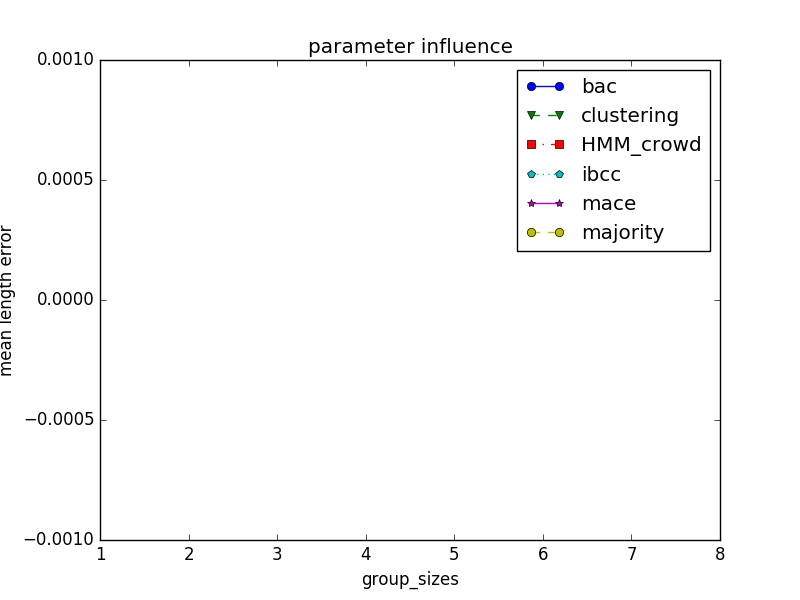 parameter influence
0.0010
0.0005
0.0000
−0.0005
−0.0010
mean length error
bac
clustering
HMM_crowd
ibcc
mace
majority
1 2 3 4 5 6 7 8
group_sizes